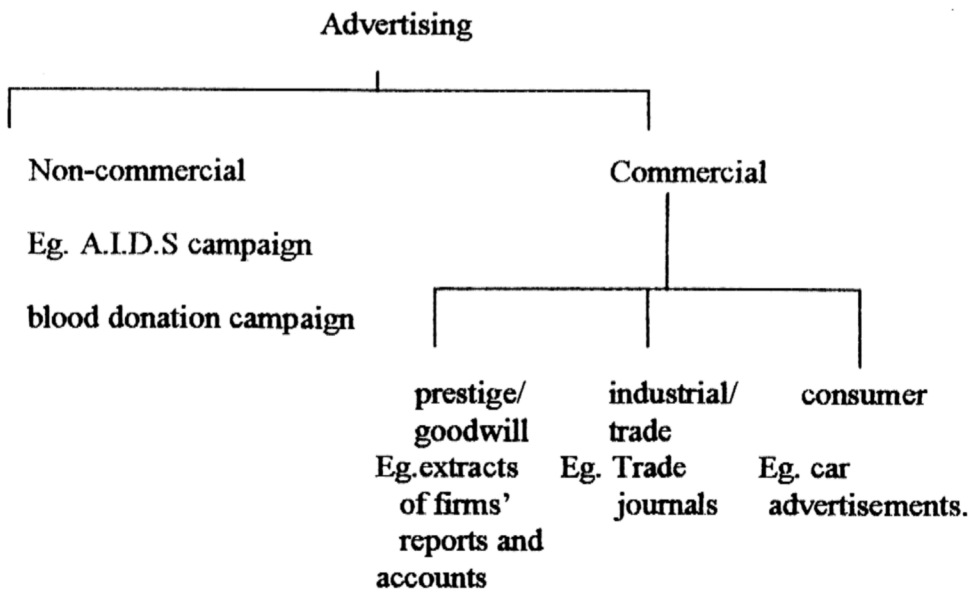 Advertising
Non-commercial
Eg. A.I.D.S campaign
blood donation campaign
Commercial
prestige/
goodwill
Eg.extracts
of firms'
reports and
accounts
industrial/
trade
Eg. Trade
journals
consumer
Eg. car
advertisements.